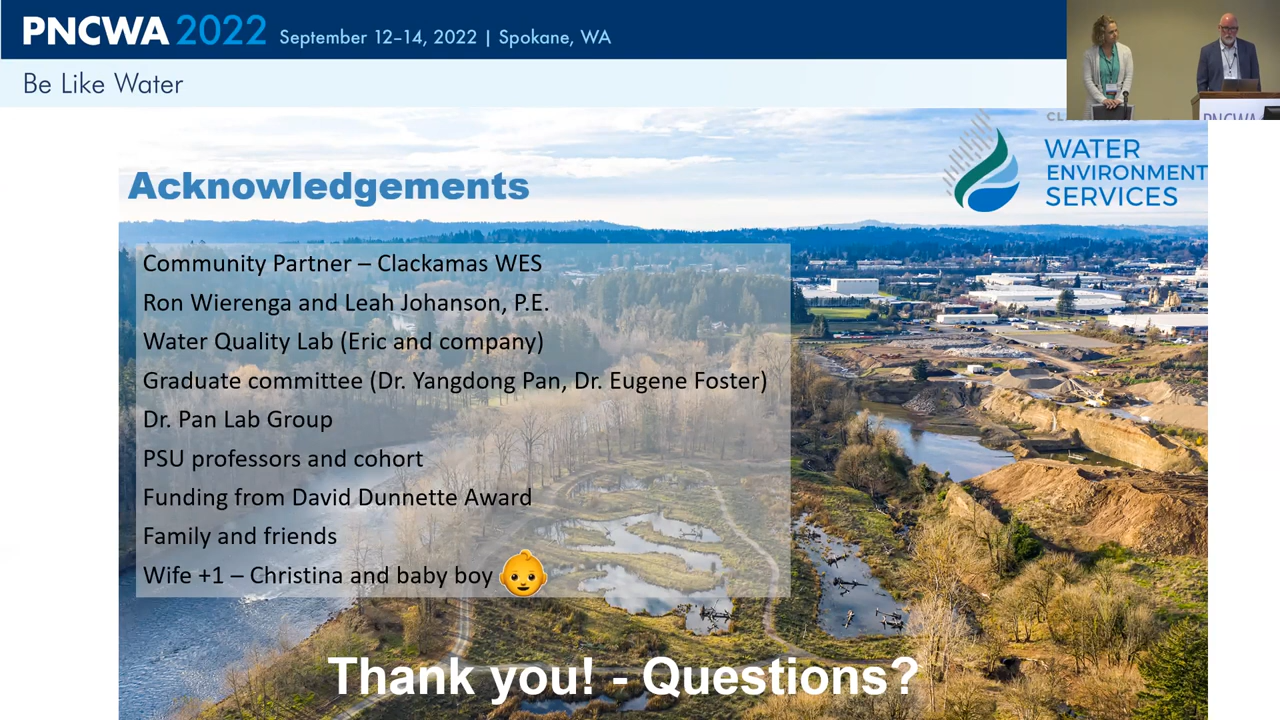 PNCWA 2022 September 12–14, 2022 | Spokane, WA
Be Like Water
PNCWA
WATER
ENVIRONMENT
SERVICES
Acknowledgements
Community Partner – Clackamas WES
Ron Wierenga and Leah Johanson, P.E.
Water Quality Lab (Eric and company)
Graduate committee (Dr. Yangdong Pan, Dr. Eugene Foster)
Dr. Pan Lab Group
PSU professors and cohort
Funding from David Dunnette Award
Family and friends
Wife +1 – Christina and baby boy
Thank you! - Questions?